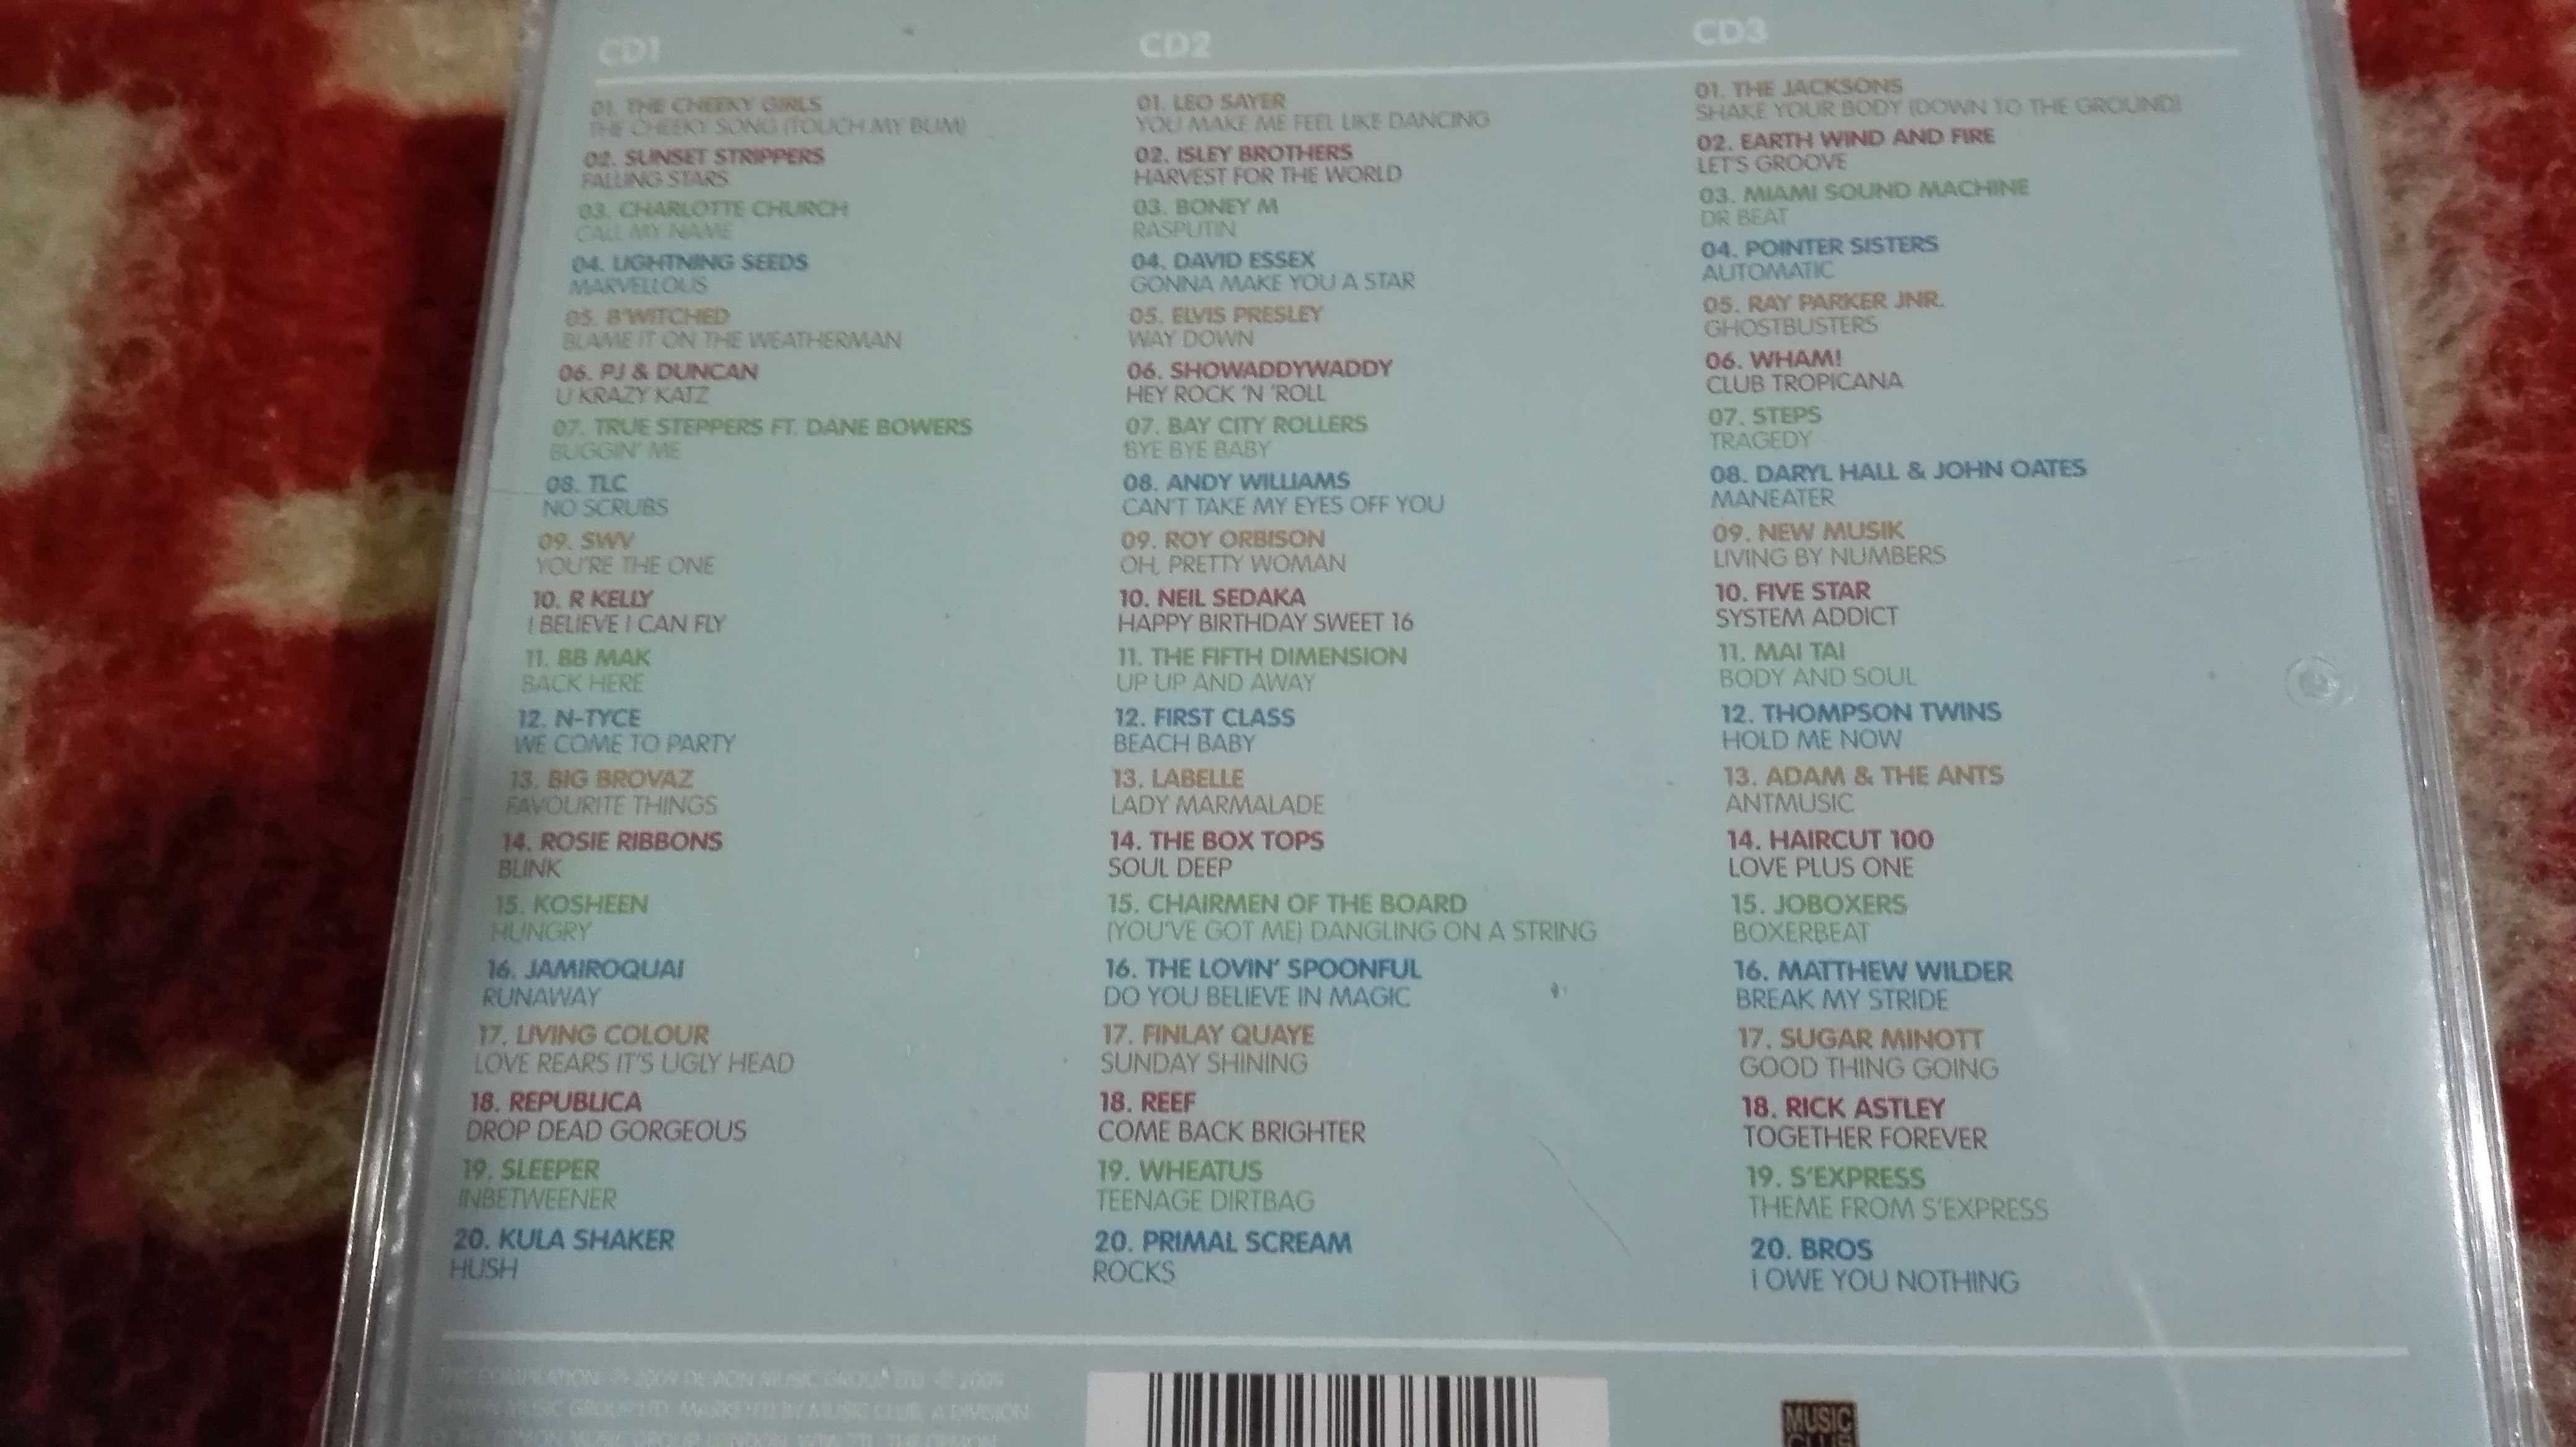 CD1
01. THE CHEEKY GIRLS
THE CHEEKY SONG (TOUCH MY BUM)
02. SUNSET STRIPPERS
FALLING STARS
03. CHARLOTTE CHURCH
CALL MY NAME
04. LIGHTNING SEEDS
MARVELLOUS
05. B'WITCHED
BLAME IT ON THE WEATHERMAN
06. PJ & DUNCAN
U KRAZY KATZ
07. TRUE STEPPERS FT. DANE BOWERS
BUGGIN' ME
08. TLC
NO SCRUBS
09. SWV
YOU'RE THE ONE
10. R KELLY
I BELIEVE I CAN FLY
11. BB MAK
BACK HERE
12. N-TYCE
WE COME TO PARTY
13. BIG BROVAZ
FAVOURITE THINGS
14. ROSIE RIBBONS
BLINK
15. KOSHEEN
HUNGRY
16. JAMIROQUAI
RUNAWAY
17. LIVING COLOUR
LOVE REARS IT'S UGLY HEAD
18. REPUBLICA
DROP DEAD GORGEOUS
19. SLEEPER
INBETWEENER
20. KULA SHAKER
HUSH
CD2
01. LEO SAYER
YOU MAKE ME FEEL LIKE DANCING
02. ISLEY BROTHERS
HARVEST FOR THE WORLD
03. BONEY M
RASPUTIN
04. DAVID ESSEX
GONNA MAKE YOU A STAR
05. ELVIS PRESLEY
WAY DOWN
06. SHOWADDYWADDY
HEY ROCK 'N 'ROLL
07. BAY CITY ROLLERS
BYE BYE BABY
08. ANDY WILLIAMS
CAN'T TAKE MY EYES OFF YOU
09. ROY ORBISON
OH, PRETTY WOMAN
10. NEIL SEDAKA
HAPPY BIRTHDAY SWEET 16
11. THE FIFTH DIMENSION
UP UP AND AWAY
12. FIRST CLASS
BEACH BABY
13. LABELLE
LADY MARMALADE
14. THE BOX TOPS
SOUL DEEP
15. CHAIRMEN OF THE BOARD
(YOU'VE GOT ME) DANGLING ON A STRING
16. THE LOVIN' SPOONFUL
DO YOU BELIEVE IN MAGIC
17. FINLAY QUAYE
SUNDAY SHINING
18. REEF
COME BACK BRIGHTER
19. WHEATUS
TEENAGE DIRTBAG
20. PRIMAL SCREAM
ROCKS
CD3
01. THE JACKSONS
SHAKE YOUR BODY (DOWN TO THE GROUND)
02. EARTH WIND AND FIRE
LET'S GROOVE
03. MIAMI SOUND MACHINE
DR BEAT
04. POINTER SISTERS
AUTOMATIC
05. RAY PARKER JNR.
GHOSTBUSTERS
06. WHAM!
CLUB TROPICANA
07. STEPS
TRAGEDY
08. DARYL HALL & JOHN OATES
MANEATER
09. NEW MUSIK
LIVING BY NUMBERS
10. FIVE STAR
SYSTEM ADDICT
11. MAI TAI
BODY AND SOUL
12. THOMPSON TWINS
HOLD ME NOW
13. ADAM & THE ANTS
ANTMUSIC
14. HAIRCUT 100
LOVE PLUS ONE
15. JOBOXERS
BOXERBEAT
16. MATTHEW WILDER
BREAK MY STRIDE
17. SUGAR MINOTT
GOOD THING GOING
18. RICK ASTLEY
TOGETHER FOREVER
19. S'EXPRESS
THEME FROM S'EXPRESS
20. BROS
I OWE YOU NOTHING
THIS COMPILATION ℗ 2009 DEMON MUSIC GROUP LTD. © 2009
DEMON MUSIC GROUP LTD. MARKETED BY MUSIC CLUB, A DIVISION
MUSIC
CLUB